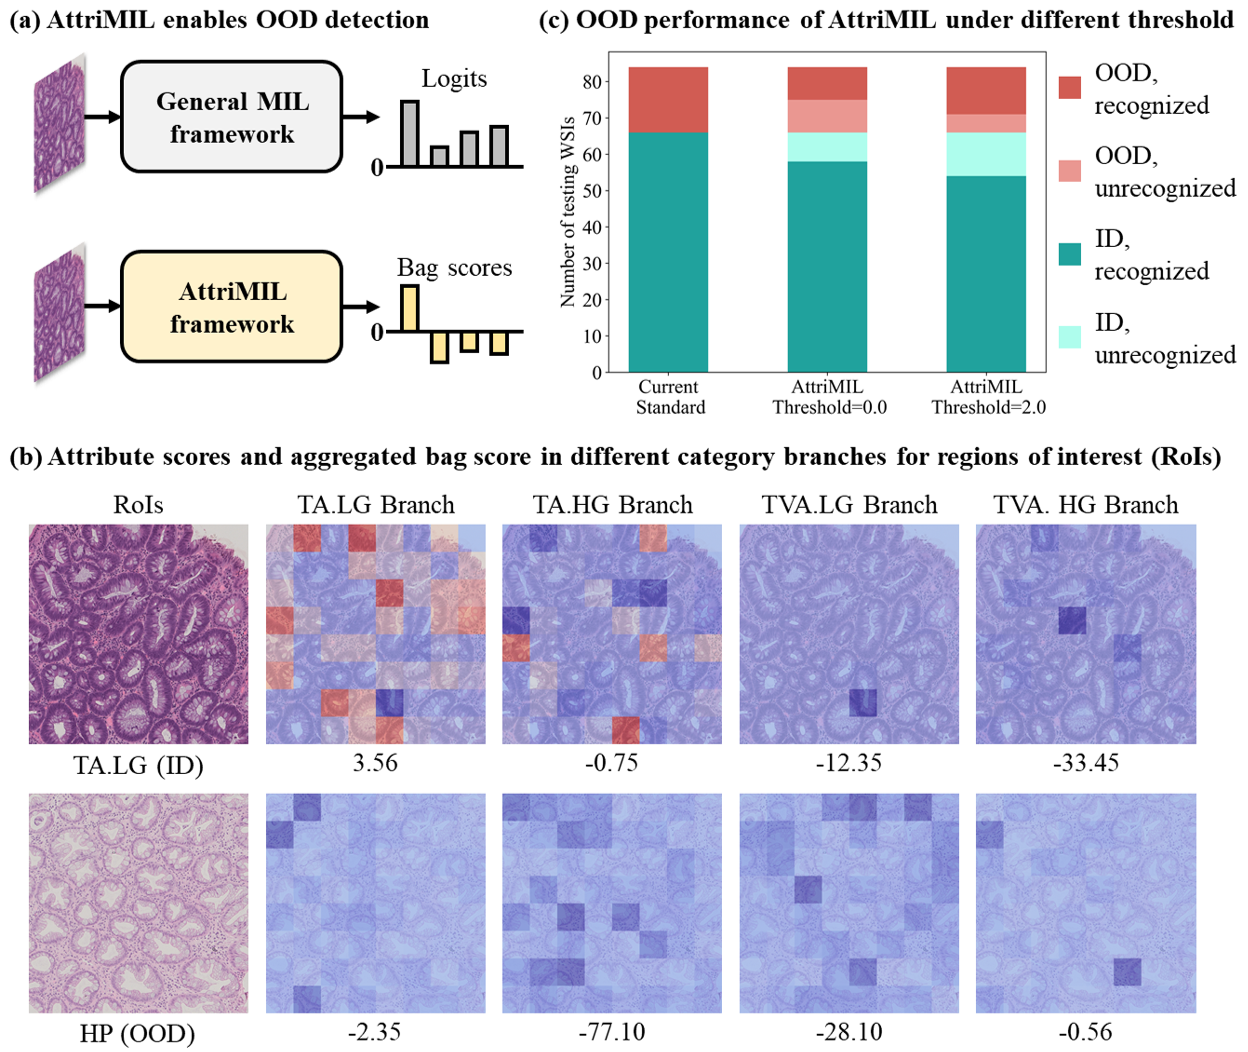 (a) AttriMIL enables OOD detection
General MIL
framework
Logits
0
AttriMIL
framework
Bag scores
0
(c) OOD performance of AttriMIL under different threshold
Number of testing WSIs
80
70
60
50
40
30
20
10
0
Current
Standard
AttriMIL
Threshold=0.0
AttriMIL
Threshold=2.0
OOD,
recognized
OOD,
unrecognized
ID,
recognized
ID,
unrecognized
(b) Attribute scores and aggregated bag score in different category branches for regions of interest (RoIs)
RoIs TA.LG Branch TA.HG Branch TVA.LG Branch TVA. HG Branch
TA.LG (ID) 3.56 -0.75 -12.35 -33.45
HP (OOD) -2.35 -77.10 -28.10 -0.56